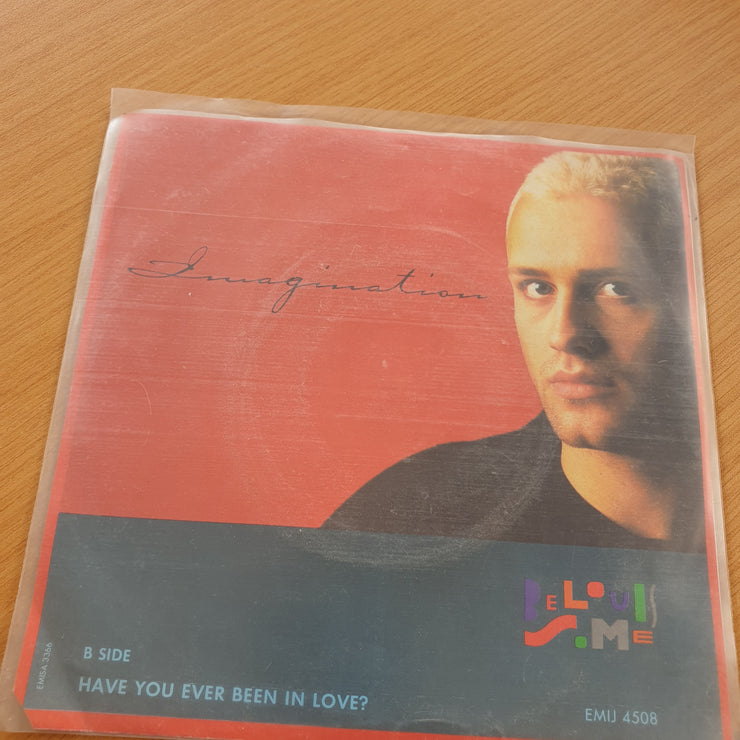 Imagination
BELOUIS
SOME
B SIDE
HAVE YOU EVER BEEN IN LOVE?
EMIJ 4508
EMISA 3366